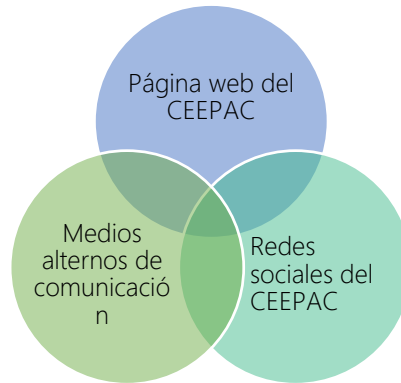 Página web del
CEEPAC
Medios
alternos de
comunicació
n
Redes
sociales del
CEEPAC